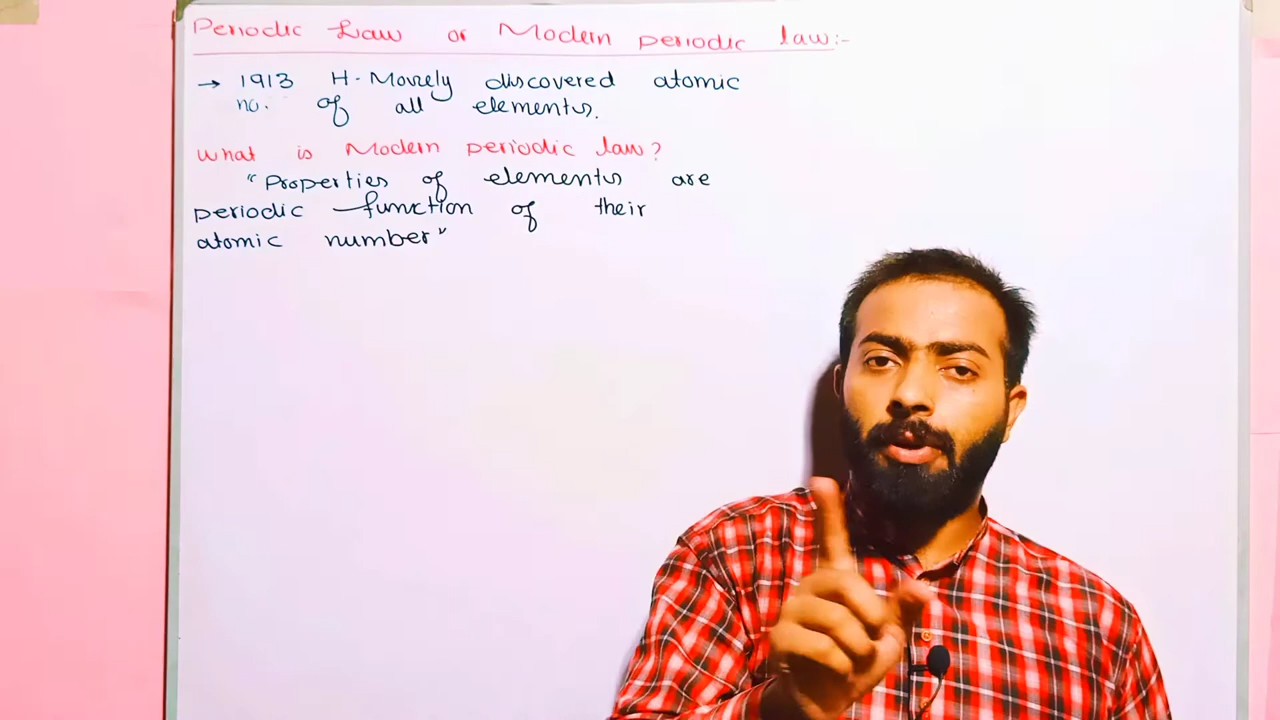 Periodic Law or Modern periodic law:-
→ 1913 H-Mosely discovered atomic
no. of all elements.
What is Modern periodic law?
"Properties of elements are
periodic function of their
atomic number"